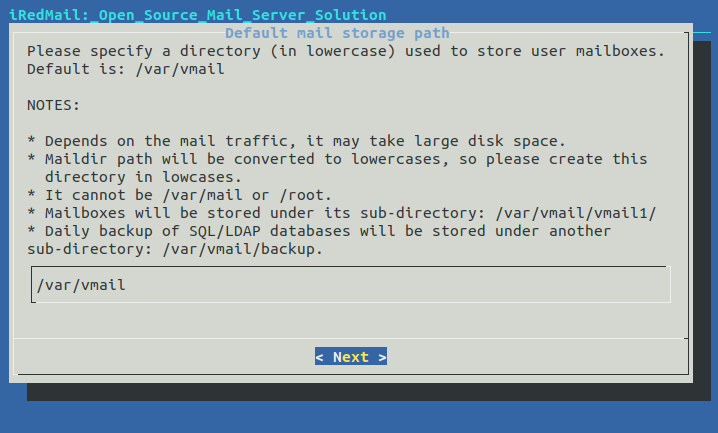 iRedMail:_Open_Source_Mail_Server_Solution
Default mail storage path
Please specify a directory (in lowercase) used to store user mailboxes.
Default is: /var/vmail
NOTES:
* Depends on the mail traffic, it may take large disk space.
* Maildir path will be converted to lowercases, so please create this
directory in lowcases.
* It cannot be /var/mail or /root.
* Mailboxes will be stored under its sub-directory: /var/vmail/vmail1/
* Daily backup of SQL/LDAP databases will be stored under another
sub-directory: /var/vmail/backup.
/var/vmail
< Next >